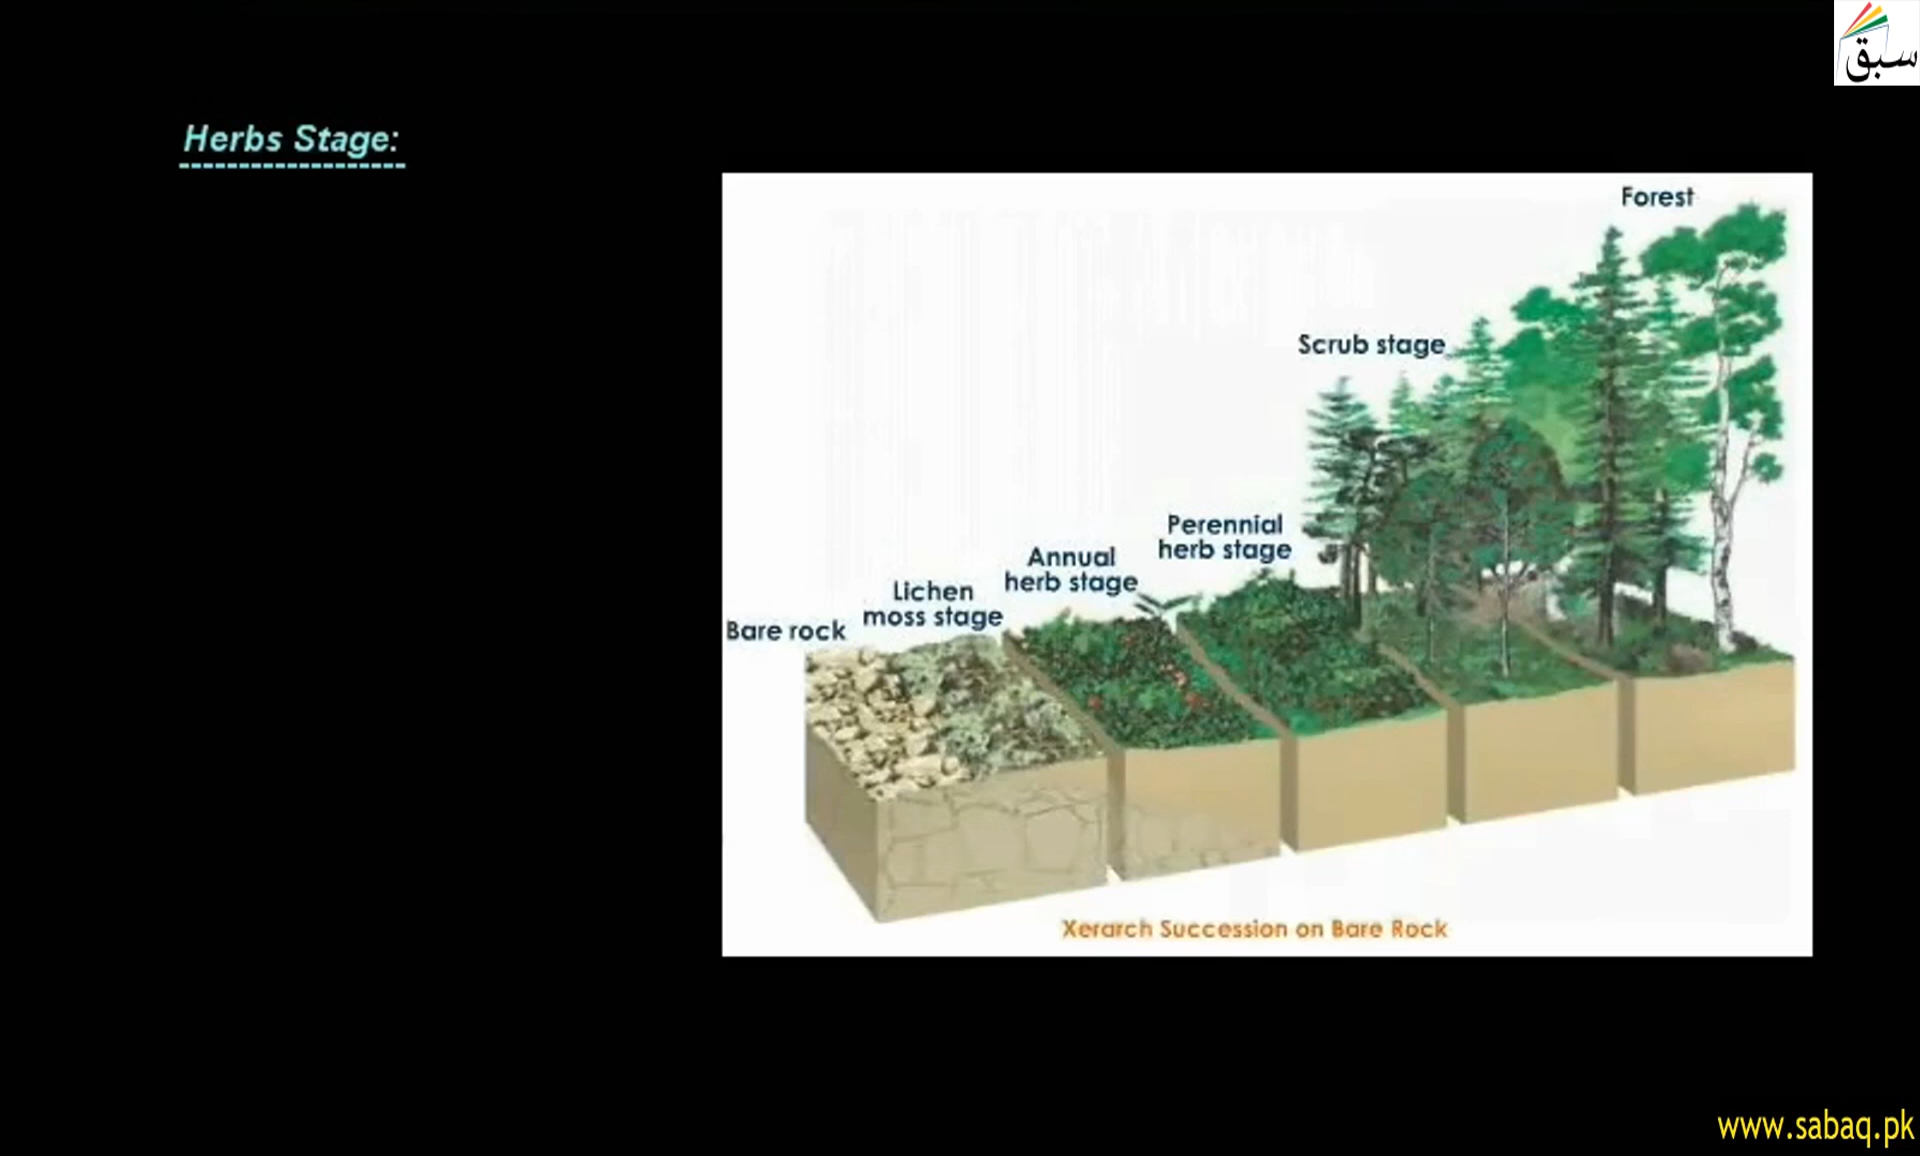 سبق
Herbs Stage:
Forest
Scrub stage
Perennial
herb stage
Annual
herb stage
Lichen
moss stage
Bare rock
Xerarch Succession on Bare Rock
www.sabaq.pk